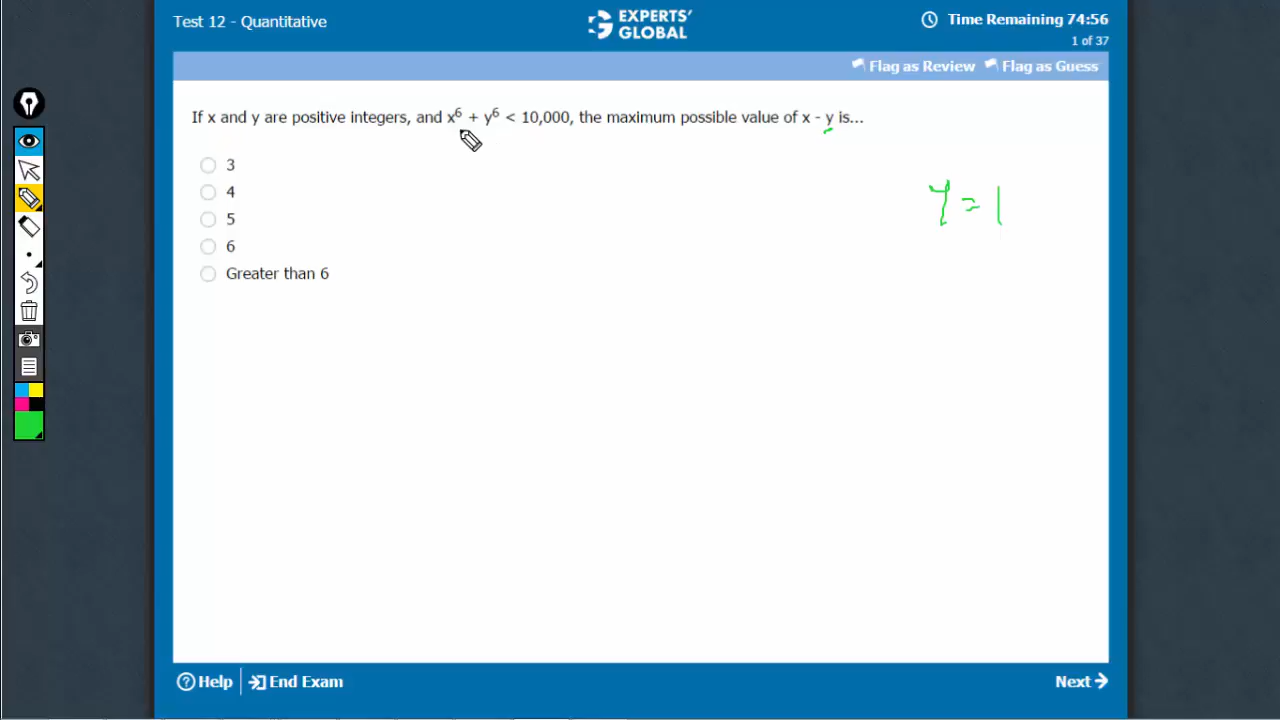 Test 12 - Quantitative
EXPERTS'
GLOBAL
Time Remaining 74:56
1 of 37
Flag as Review
Flag as Guess
If x and y are positive integers, and x⁶ + y⁶ < 10,000, the maximum possible value of x - y is...
3
4
5
6
Greater than 6
Y = 1
Help
End Exam
Next